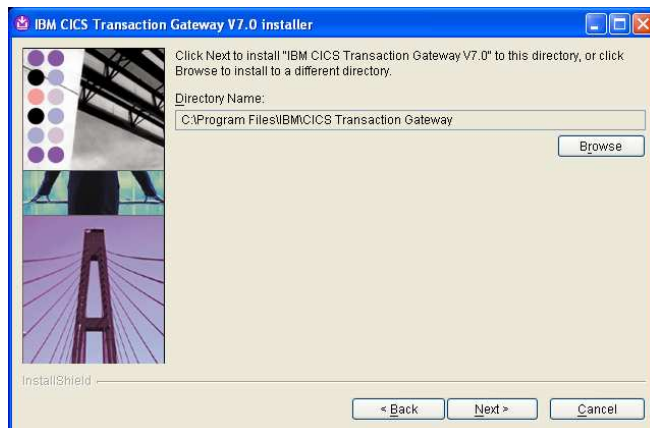 IBM CICS Transaction Gateway V7.0 installer
Click Next to install "IBM CICS Transaction Gateway V7.0" to this directory, or click
Browse to install to a different directory.
Directory Name:
C:\Program Files\IBM\CICS Transaction Gateway
Browse
InstallShield
< Back
Next >
Cancel